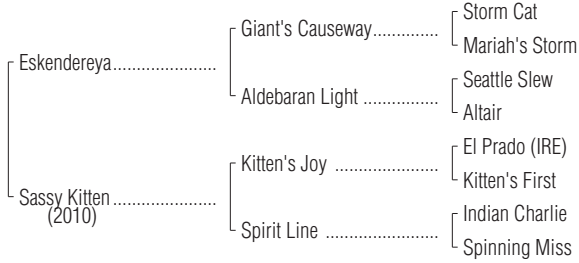 Storm Cat
Giant's Causeway..............
Mariah's Storm
Eskendereya......................
Seattle Slew
Aldebaran Light ................
Altair
El Prado (IRE)
Kitten's Joy ......................
Kitten's First
Sassy Kitten......................
(2010)
Indian Charlie
Spirit Line ........................
Spinning Miss